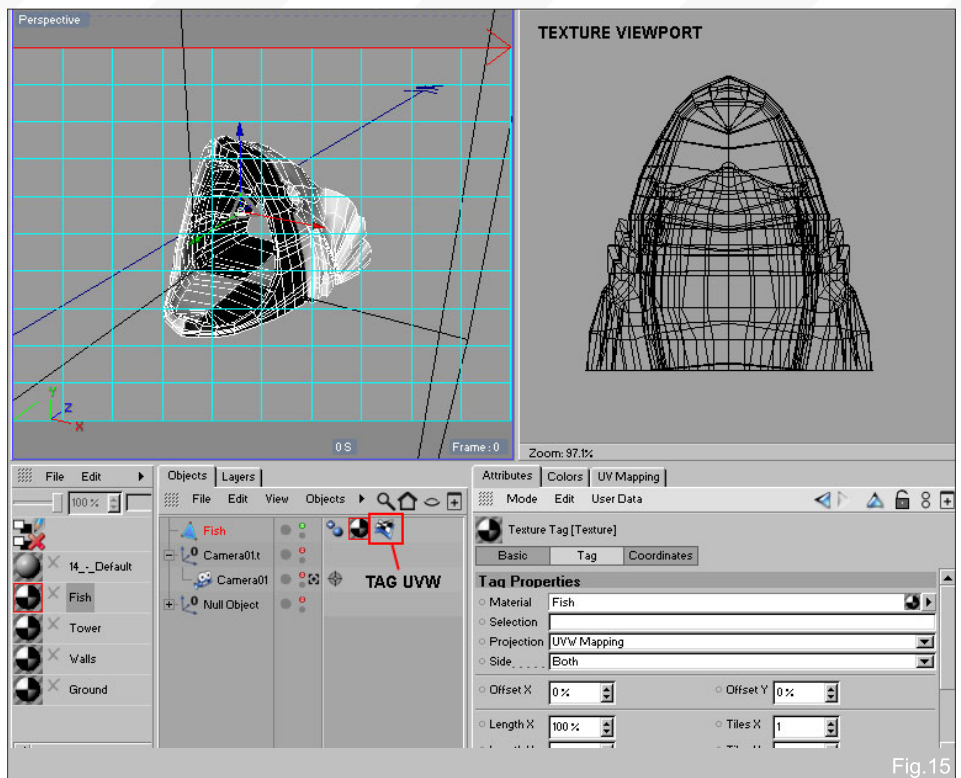 Perspective
TEXTURE VIEWPORT
Y
Z
X
0 S
Frame : 0
Zoom: 97.1%
File Edit
100 %
14_-_Default
Fish
Tower
Walls
Ground
Objects Layers
File Edit View Objects
Fish
Camera01.t
Camera01
Null Object
TAG UVW
Attributes Colors UV Mapping
Mode Edit User Data
Texture Tag [Texture]
Basic Tag Coordinates
Tag Properties
Material Fish
Selection
Projection UVW Mapping
Side. . . . . Both
Offset X 0 % Offset Y 0 %
Length X 100 % Tiles X 1
Fig.15